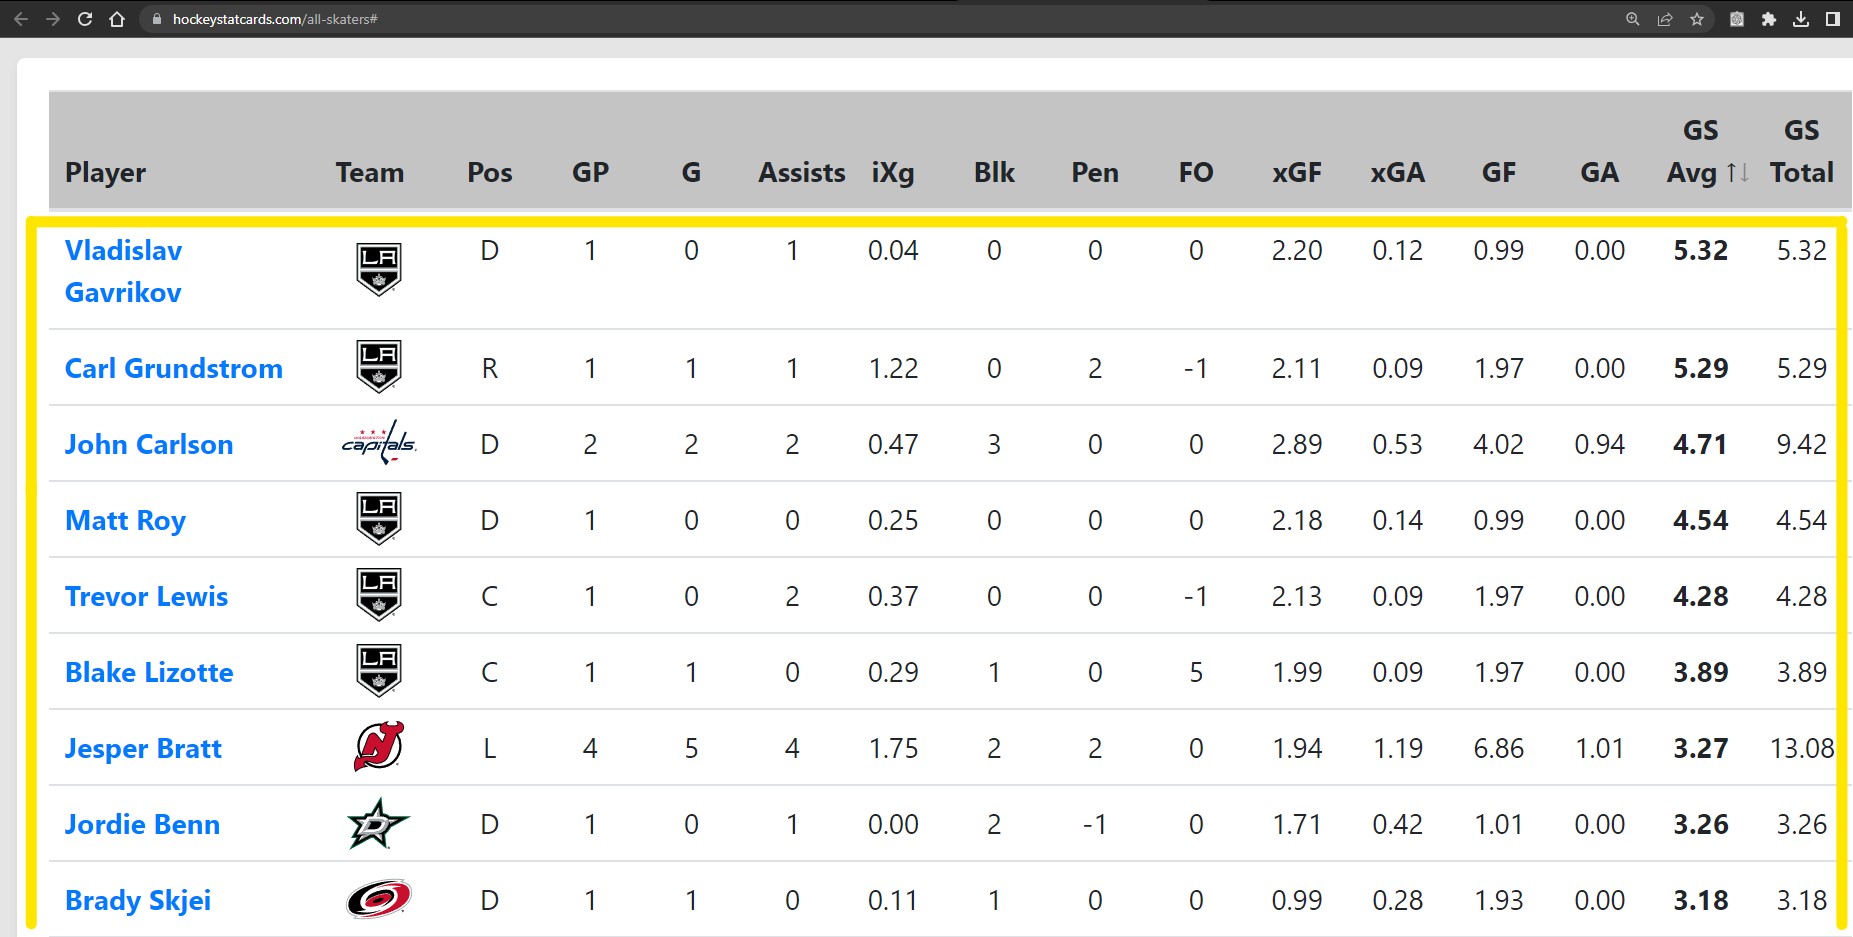 hockeystatcards.com/all-skaters#
GS GS
Player Team Pos GP G Assists iXg Blk Pen FO xGF xGA GF GA Avg ↑↓ Total
Vladislav LA D 1 0 1 0.04 0 0 0 2.20 0.12 0.99 0.00 5.32 5.32
Gavrikov
Carl Grundstrom LA R 1 1 1 1.22 0 2 -1 2.11 0.09 1.97 0.00 5.29 5.29
John Carlson WASHINGTON capitals D 2 2 2 0.47 3 0 0 2.89 0.53 4.02 0.94 4.71 9.42
Matt Roy LA D 1 0 0 0.25 0 0 0 2.18 0.14 0.99 0.00 4.54 4.54
Trevor Lewis LA C 1 0 2 0.37 0 0 -1 2.13 0.09 1.97 0.00 4.28 4.28
Blake Lizotte LA C 1 1 0 0.29 1 0 5 1.99 0.09 1.97 0.00 3.89 3.89
Jesper Bratt NJ L 4 5 4 1.75 2 2 0 1.94 1.19 6.86 1.01 3.27 13.08
Jordie Benn D D 1 0 1 0.00 2 -1 0 1.71 0.42 1.01 0.00 3.26 3.26
Brady Skjei D 1 1 0 0.11 1 0 0 0.99 0.28 1.93 0.00 3.18 3.18